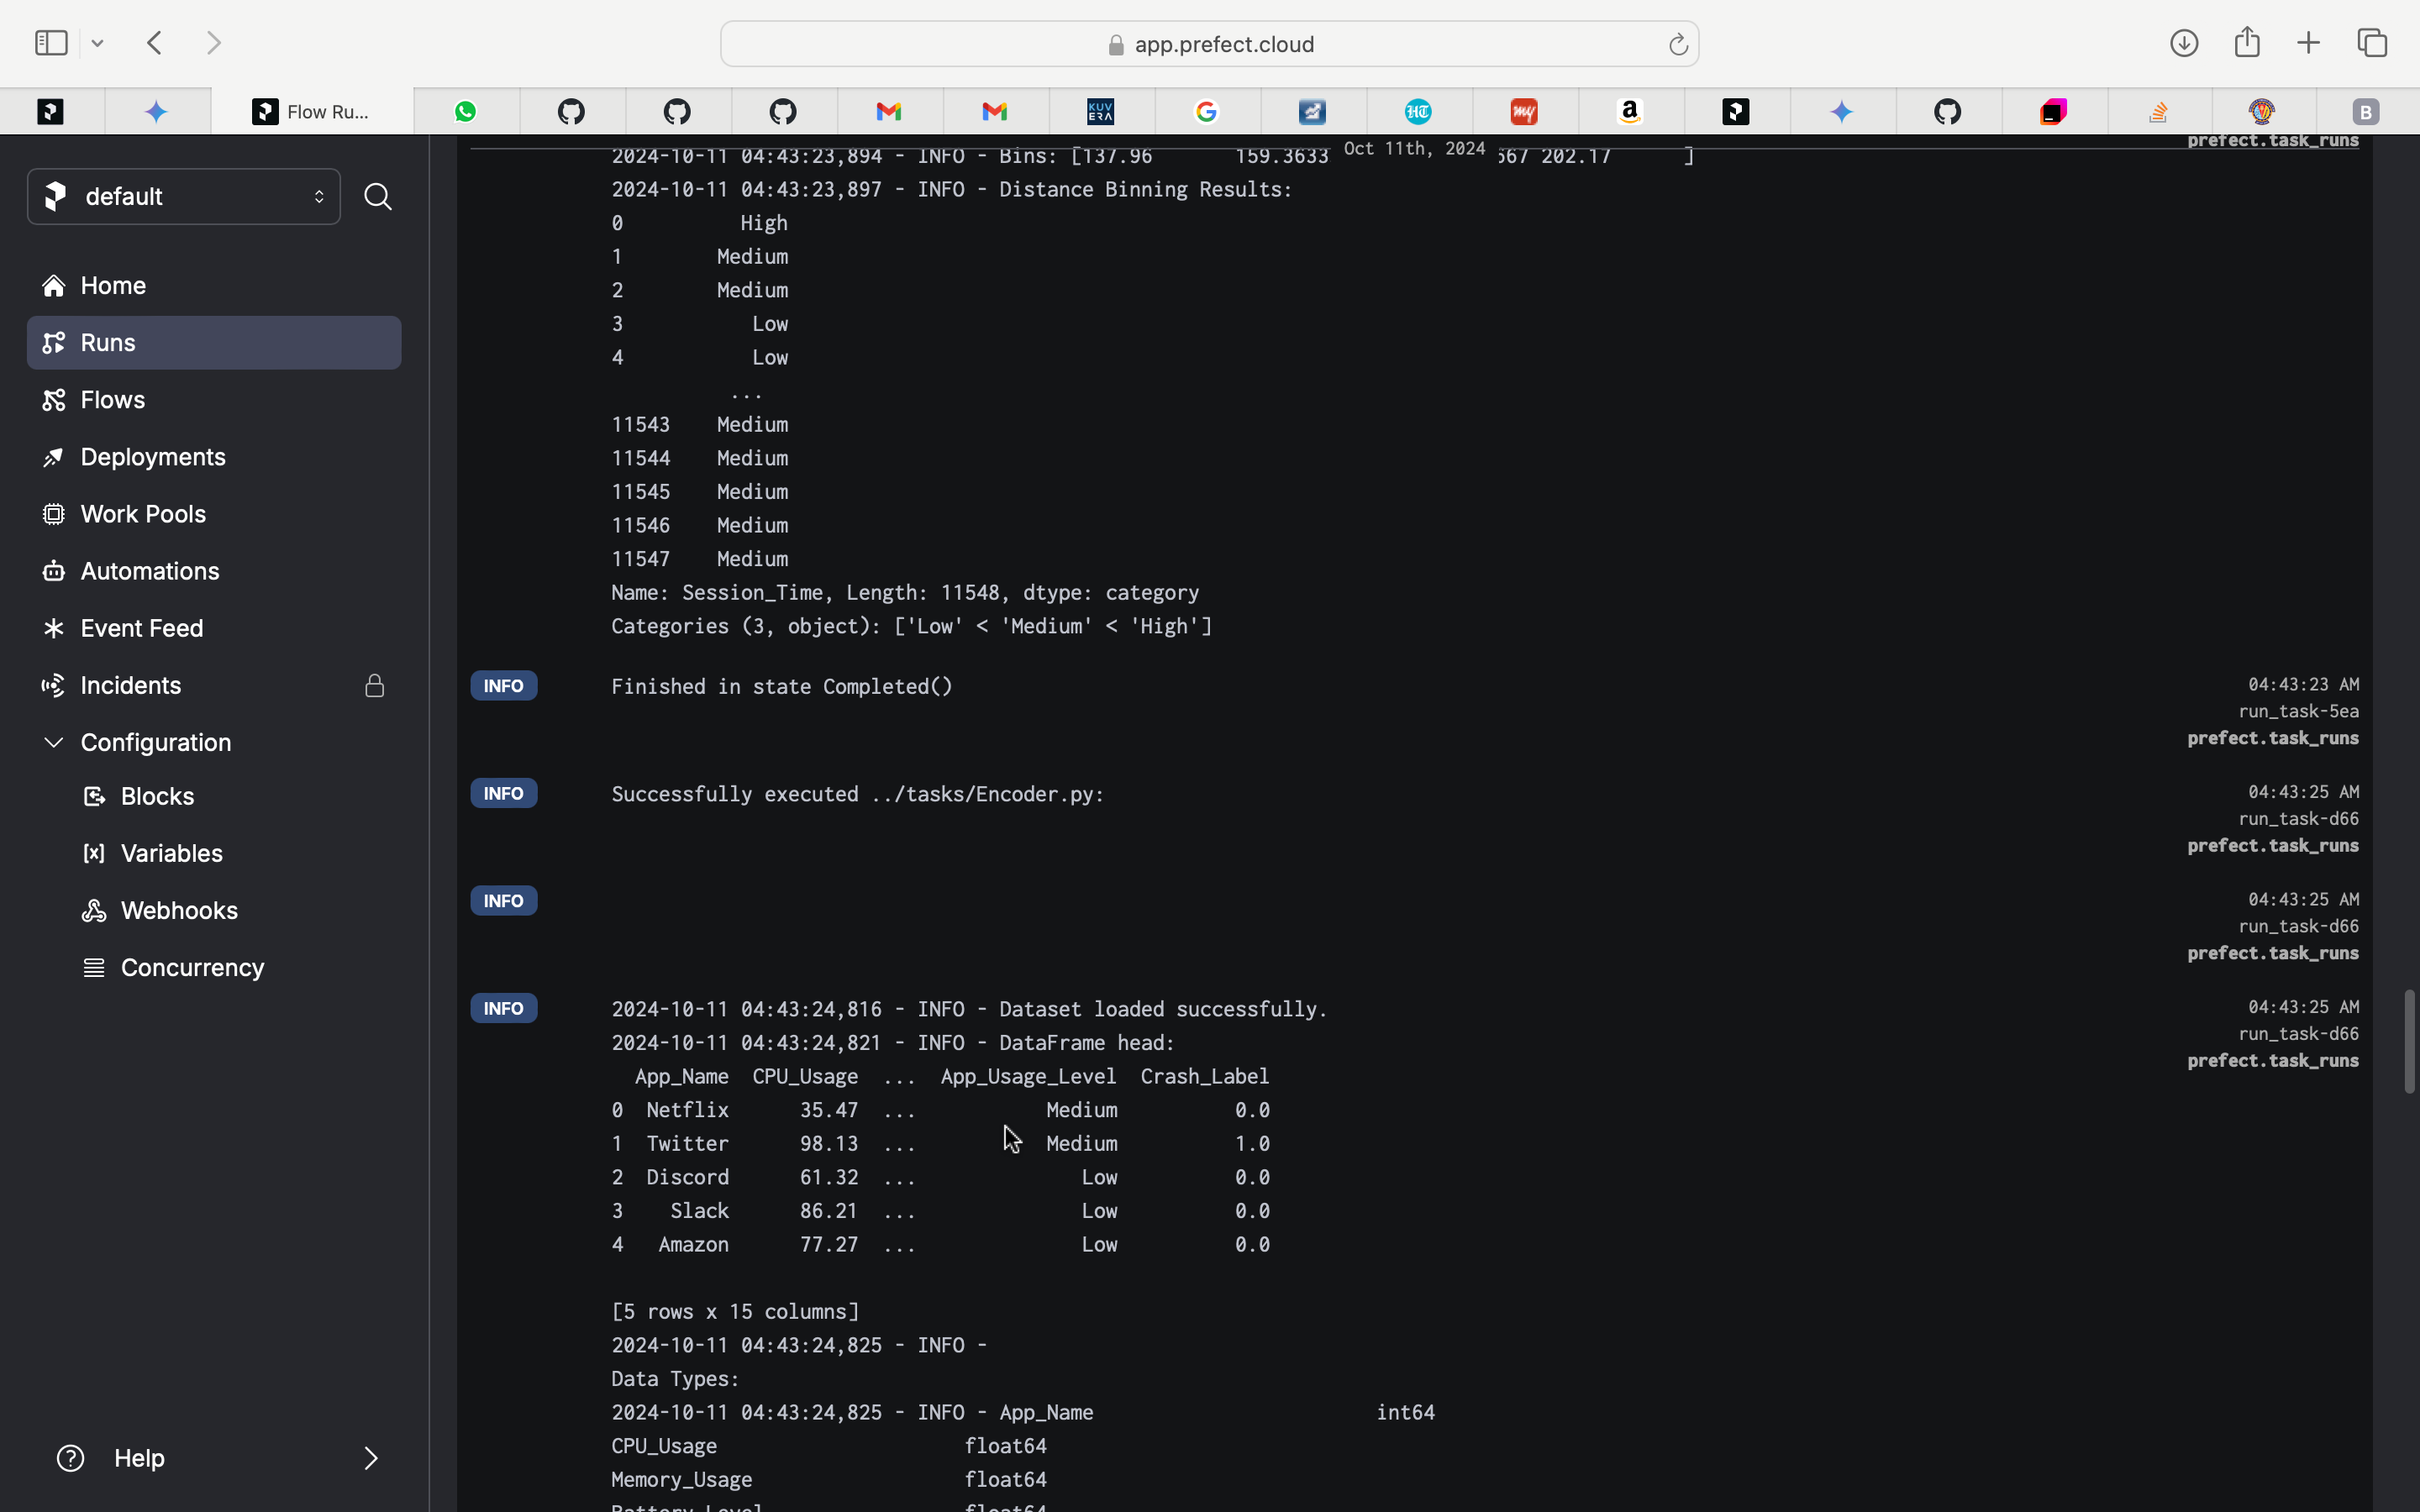 app.prefect.cloud
Flow Ru...
KUV
ERA
HT
my
a
B
default
Home
Runs
Flows
Deployments
Work Pools
Automations
Event Feed
Incidents
Configuration
Blocks
Variables
Webhooks
Concurrency
Help
prefect.task_runs
Oct 11th, 2024
2024-10-11 04:43:23,894 - INFO - Bins: [137.96 159.3633 567 202.17 ]
2024-10-11 04:43:23,897 - INFO - Distance Binning Results:
0 High
1 Medium
2 Medium
3 Low
4 Low
...
11543 Medium
11544 Medium
11545 Medium
11546 Medium
11547 Medium
Name: Session_Time, Length: 11548, dtype: category
Categories (3, object): ['Low' < 'Medium' < 'High']
INFO Finished in state Completed() 04:43:23 AM
run_task-5ea
prefect.task_runs
INFO Successfully executed ../tasks/Encoder.py: 04:43:25 AM
run_task-d66
prefect.task_runs
INFO 04:43:25 AM
run_task-d66
prefect.task_runs
INFO 2024-10-11 04:43:24,816 - INFO - Dataset loaded successfully. 04:43:25 AM
run_task-d66
2024-10-11 04:43:24,821 - INFO - DataFrame head:
prefect.task_runs
App_Name CPU_Usage ... App_Usage_Level Crash_Label
0 Netflix 35.47 ... Medium 0.0
1 Twitter 98.13 ... Medium 1.0
2 Discord 61.32 ... Low 0.0
3 Slack 86.21 ... Low 0.0
4 Amazon 77.27 ... Low 0.0
[5 rows x 15 columns]
2024-10-11 04:43:24,825 - INFO -
Data Types:
2024-10-11 04:43:24,825 - INFO - App_Name int64
CPU_Usage float64
Memory_Usage float64
Battery_Level float64